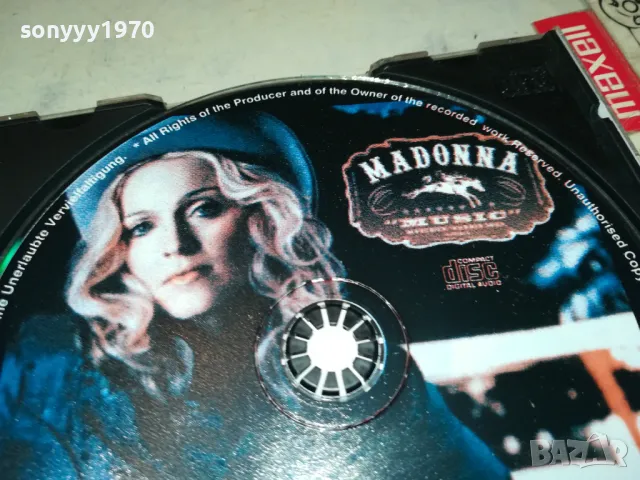 sonyyy1970
maxell
ne Unerlaubte Vervielfältigung. * All Rights of the Producer and of the Owner of the recorded work Reserved. Unauthorised Copy
MADONNA
"MUSIC"
COMPACT
disc
DIGITAL AUDIO
BAZAR